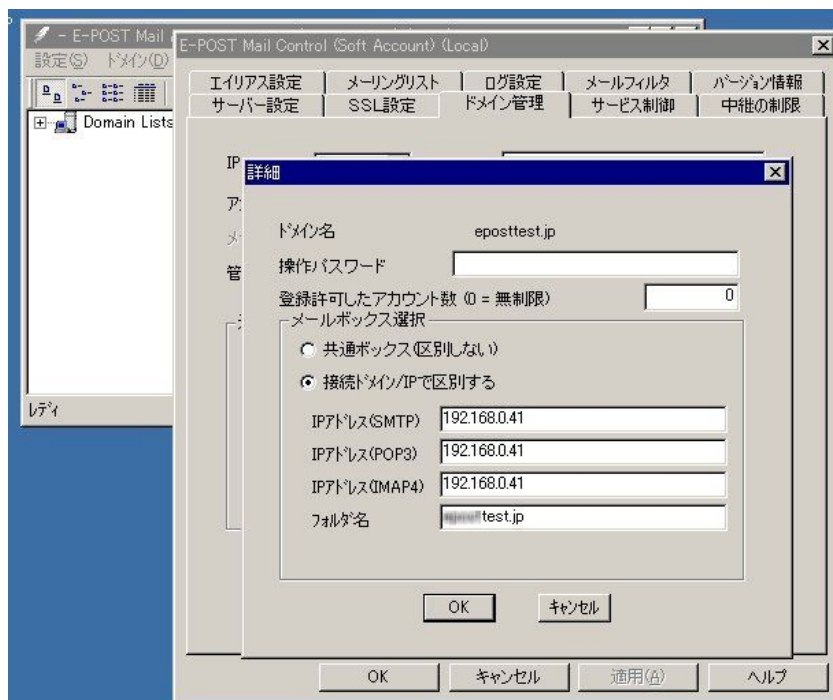 - E-POST Mail
設定(S) ドメイン(D)
Domain Lists
レディ
E-POST Mail Control (Soft Account) (Local)
エイリアス設定 メーリングリスト ログ設定 メールフィルタ バージョン情報
サーバー設定 SSL設定 ドメイン管理 サービス制御 中継の制限
IP
管
詳細
ドメイン名 eposttest.jp
操作パスワード
登録許可したアカウント数 (0 = 無制限) 0
メールボックス選択
共通ボックス(区別しない)
接続ドメイン/IPで区別する
IPアドレス(SMTP) 192.168.0.41
IPアドレス(POP3) 192.168.0.41
IPアドレス(IMAP4) 192.168.0.41
フォルダ名 test.jp
OK キャンセル
OK キャンセル 適用(A) ヘルプ